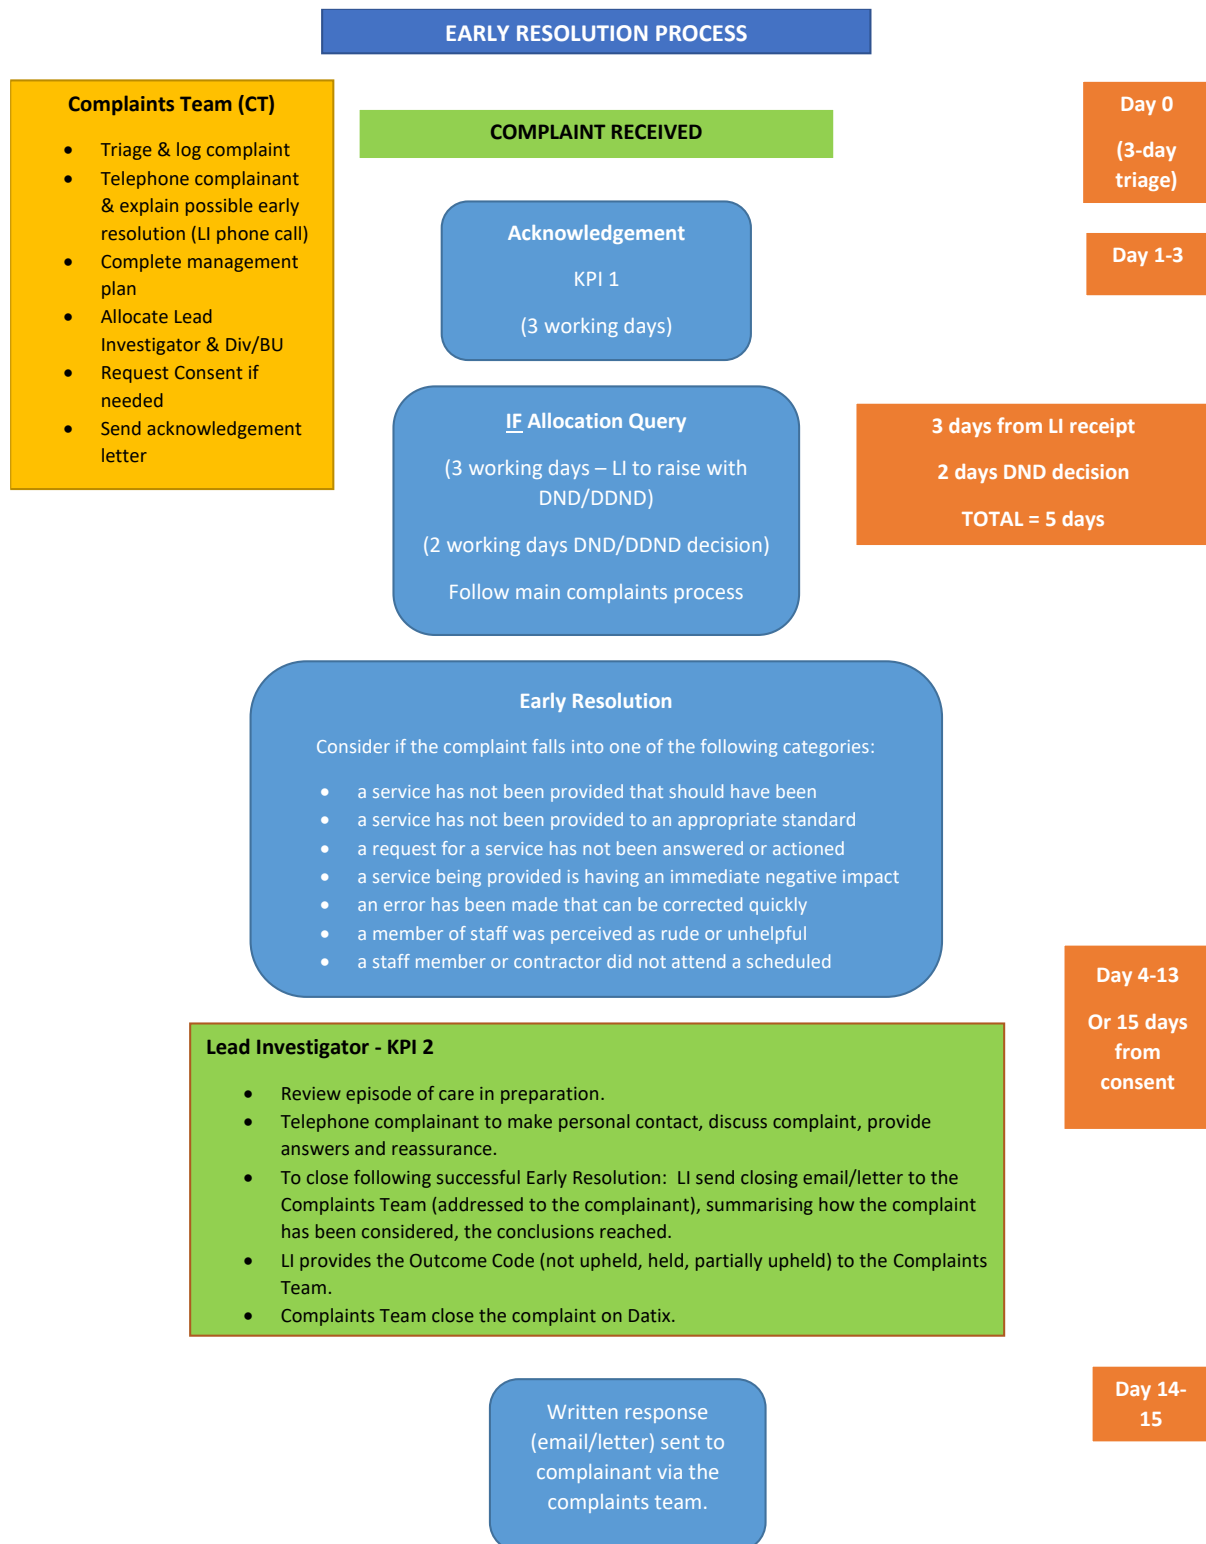 EARLY RESOLUTION PROCESS
Complaints Team (CT)
• Triage & log complaint
• Telephone complainant
& explain possible early
resolution (LI phone call)
• Complete management
plan
• Allocate Lead
Investigator & Div/BU
• Request Consent if
needed
• Send acknowledgement
letter
COMPLAINT RECEIVED
Day 0
(3-day
triage)
Acknowledgement
KPI 1
(3 working days)
Day 1-3
IF Allocation Query
(3 working days – LI to raise with
DND/DDND)
(2 working days DND/DDND decision)
Follow main complaints process
3 days from LI receipt
2 days DND decision
TOTAL = 5 days
Early Resolution
Consider if the complaint falls into one of the following categories:
• a service has not been provided that should have been
• a service has not been provided to an appropriate standard
• a request for a service has not been answered or actioned
• a service being provided is having an immediate negative impact
• an error has been made that can be corrected quickly
• a member of staff was perceived as rude or unhelpful
• a staff member or contractor did not attend a scheduled
Day 4-13
Or 15 days
from
consent
Lead Investigator - KPI 2
• Review episode of care in preparation.
• Telephone complainant to make personal contact, discuss complaint, provide
answers and reassurance.
• To close following successful Early Resolution: LI send closing email/letter to the
Complaints Team (addressed to the complainant), summarising how the complaint
has been considered, the conclusions reached.
• LI provides the Outcome Code (not upheld, held, partially upheld) to the Complaints
Team.
• Complaints Team close the complaint on Datix.
Written response
(email/letter) sent to
complainant via the
complaints team.
Day 14-
15